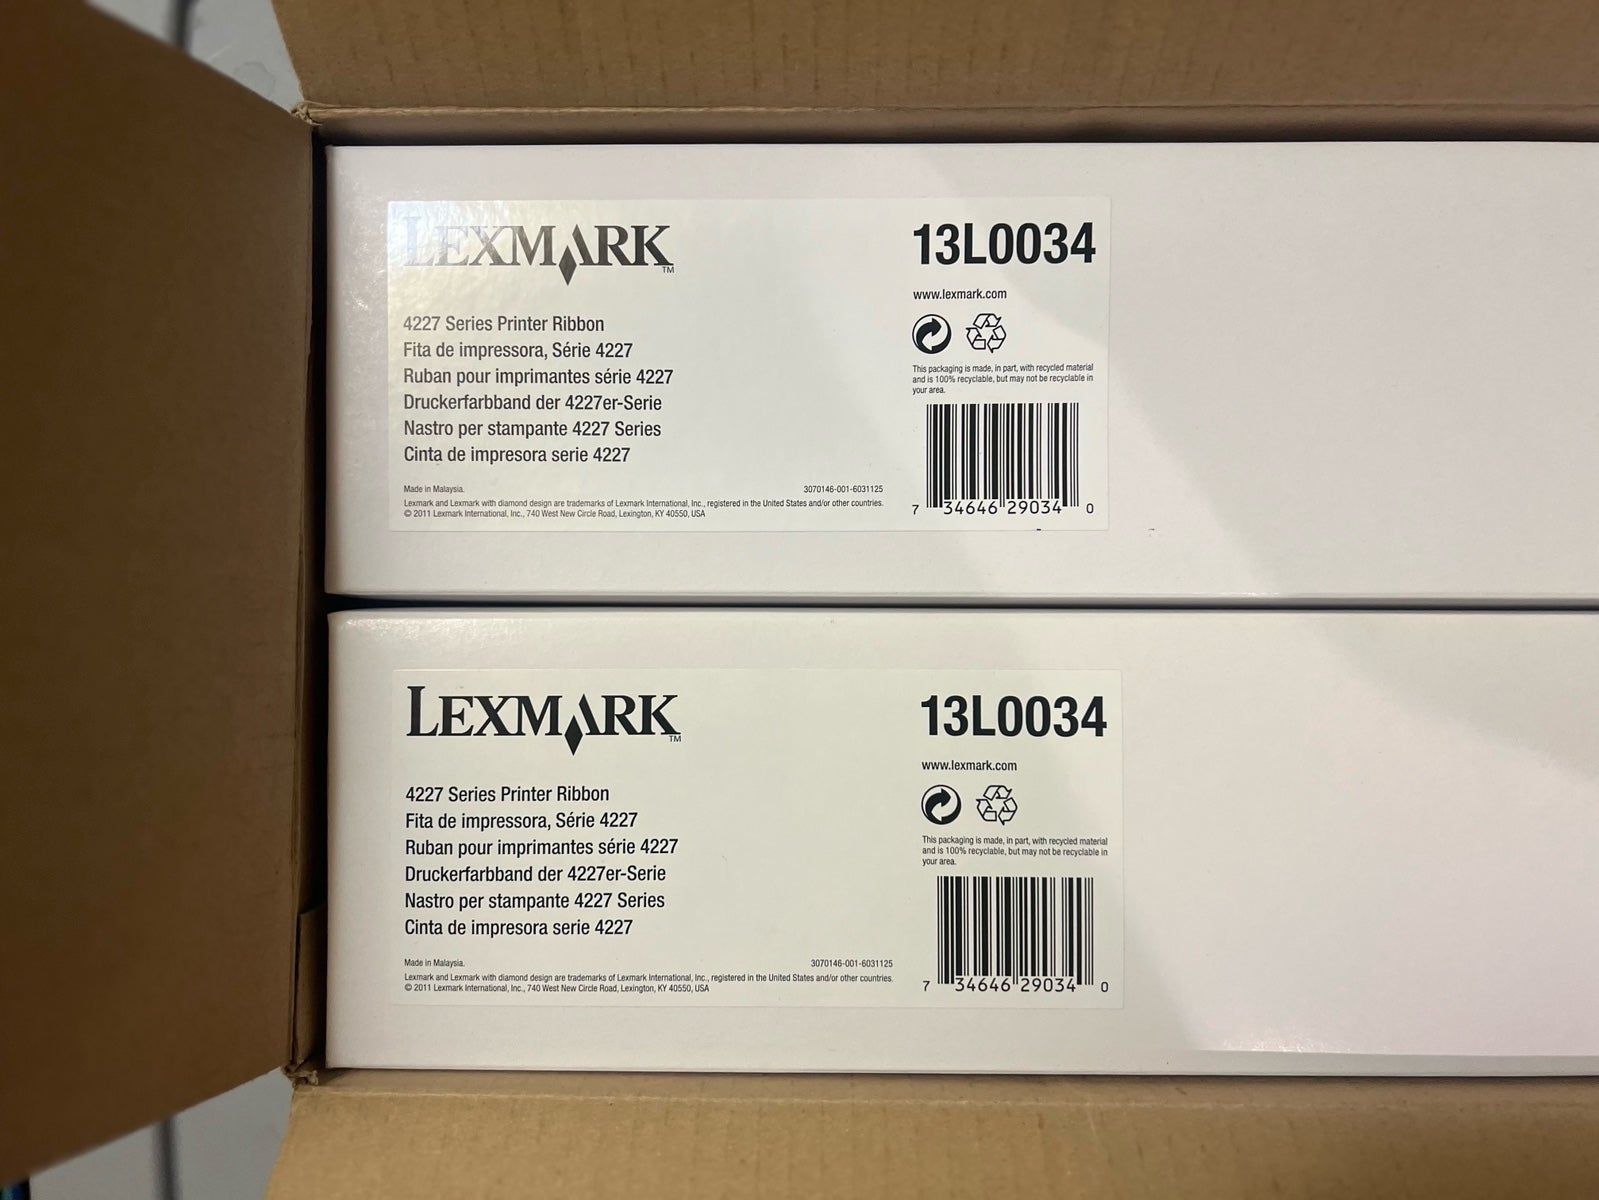 LEXMARK™
13L0034
www.lexmark.com
4227 Series Printer Ribbon
Fita de impressora, Série 4227
Ruban pour imprimantes série 4227
Druckerfarbband der 4227er-Serie
Nastro per stampante 4227 Series
Cinta de impresora serie 4227
This packaging is made, in part, with recycled material
and is 100% recyclable, but may not be recyclable in
your area.
Made in Malaysia.
3070146-001-6031125
Lexmark and Lexmark with diamond design are trademarks of Lexmark International, Inc., registered in the United States and/or other countries.
© 2011 Lexmark International, Inc., 740 West New Circle Road, Lexington, KY 40550, USA
7 34646 29034 0
LEXMARK™
13L0034
www.lexmark.com
4227 Series Printer Ribbon
Fita de impressora, Série 4227
Ruban pour imprimantes série 4227
Druckerfarbband der 4227er-Serie
Nastro per stampante 4227 Series
Cinta de impresora serie 4227
This packaging is made, in part, with recycled material
and is 100% recyclable, but may not be recyclable in
your area.
Made in Malaysia.
3070146-001-6031125
Lexmark and Lexmark with diamond design are trademarks of Lexmark International, Inc., registered in the United States and/or other countries.
© 2011 Lexmark International, Inc., 740 West New Circle Road, Lexington, KY 40550, USA
7 34646 29034 0